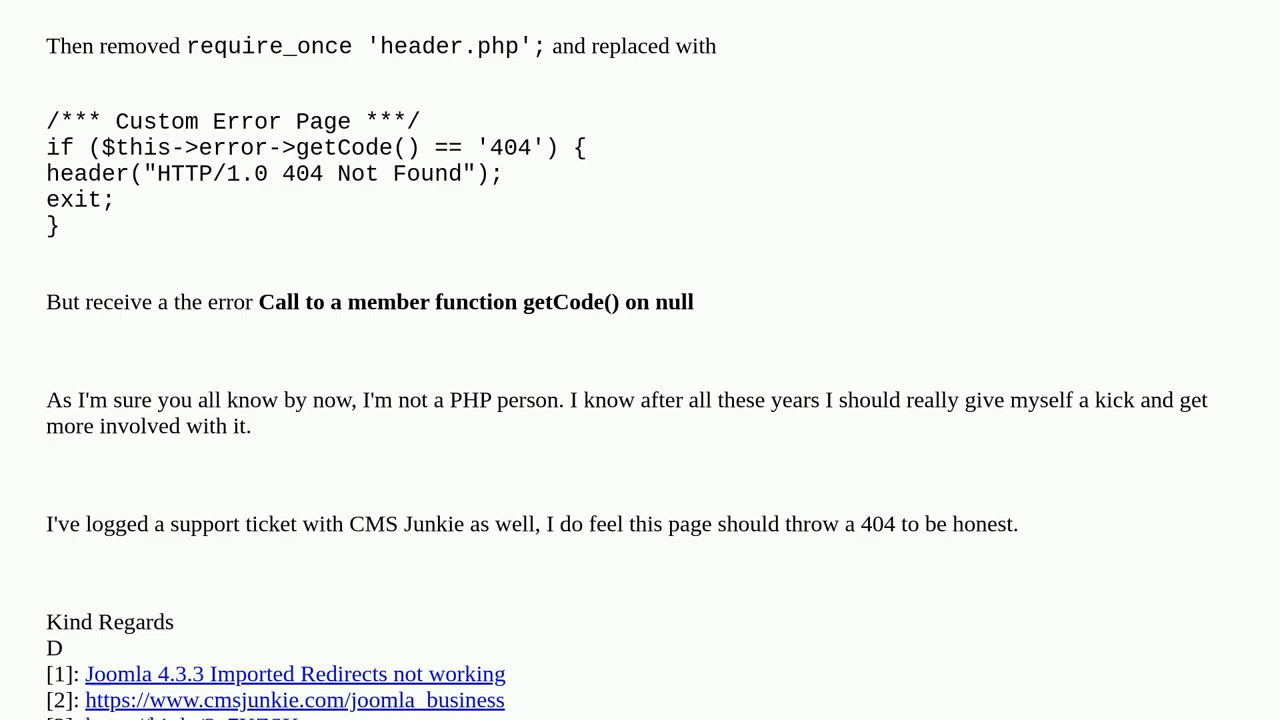 Then removed require_once 'header.php'; and replaced with
/*** Custom Error Page ***/
if ($this->error->getCode() == '404') {
header("HTTP/1.0 404 Not Found");
exit;
}
But receive a the error Call to a member function getCode() on null
As I'm sure you all know by now, I'm not a PHP person. I know after all these years I should really give myself a kick and get
more involved with it.
I've logged a support ticket with CMS Junkie as well, I do feel this page should throw a 404 to be honest.
Kind Regards
D
[1]: Joomla 4.3.3 Imported Redirects not working
[2]: https://www.cmsjunkie.com/joomla_business